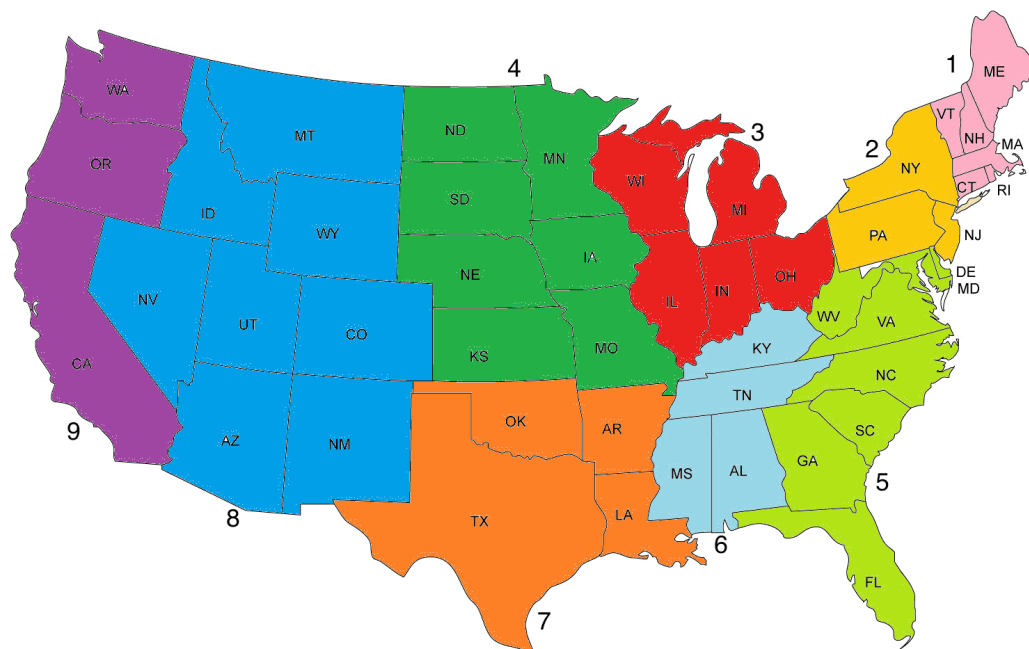 1
ME
4
WA
VT
3
ND
MT
NH
MA
MN
2
OR
NY
WI
CT
RI
SD
MI
ID
NJ
WY
PA
IA
NE
OH
DE
MD
NV
IL
IN
WV
VA
UT
CO
KY
MO
KS
CA
NC
TN
OK
AR
9
SC
AZ
NM
GA
MS
AL
5
LA
TX
8
6
FL
7